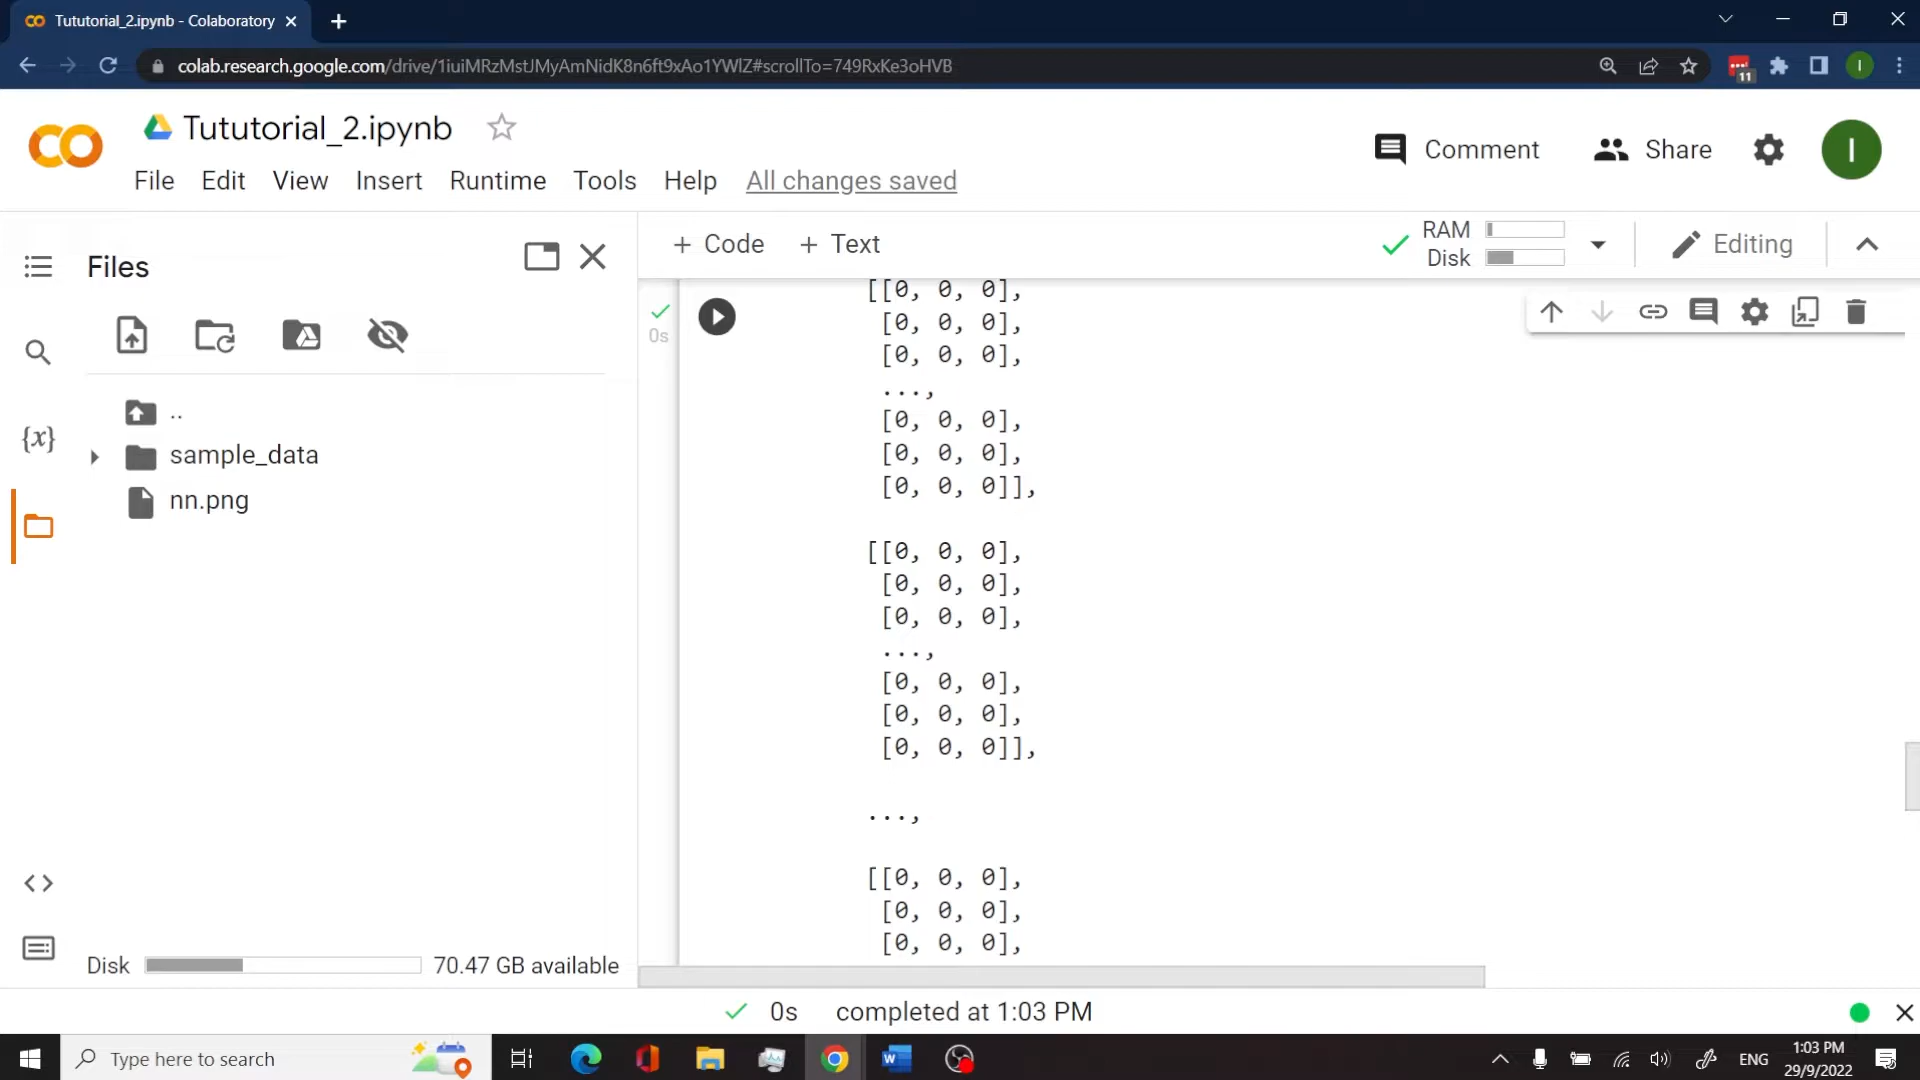 Tututorial_2.ipynb - Colaboratory
colab.research.google.com/drive/1iuiMRzMstJMyAmNidK8n6ft9xAo1YWlZ#scrollTo=749RxKe3oHVB
11
I
Tututorial_2.ipynb
Comment
Share
I
File Edit View Insert Runtime Tools Help All changes saved
Files
+ Code + Text
RAM
Disk
Editing
{x}
..
sample_data
nn.png
Disk
70.47 GB available
0s
[[0, 0, 0],
[0, 0, 0],
[0, 0, 0],
...,
[0, 0, 0],
[0, 0, 0],
[0, 0, 0]],
[[0, 0, 0],
[0, 0, 0],
[0, 0, 0],
...,
[0, 0, 0],
[0, 0, 0],
[0, 0, 0]],
...,
[[0, 0, 0],
[0, 0, 0],
[0, 0, 0],
0s completed at 1:03 PM
Type here to search
ENG
1:03 PM
29/9/2022